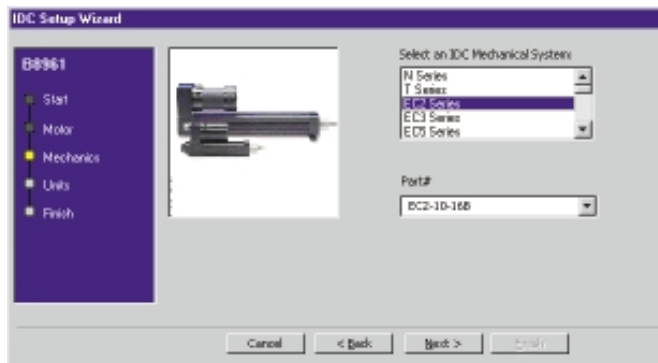 IDC Setup Wizard
B8961
Start
Motor
Mechanics
Units
Finish
Select an IDC Mechanical System:
N Series
T Series
EC2 Series
EC3 Series
EC5 Series
Part#
EC2-10-16B
Cancel
< Back
Next >